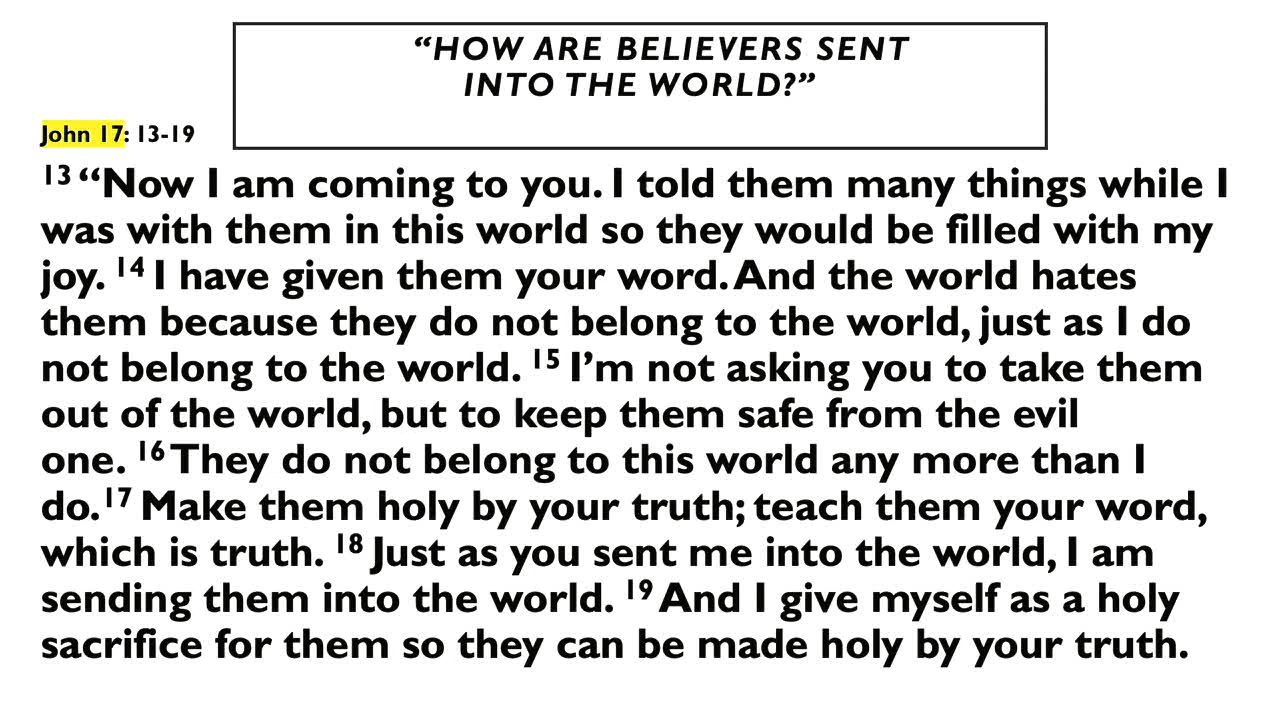 “HOW ARE BELIEVERS SENT
INTO THE WORLD?”
John 17: 13-19
13 “Now I am coming to you. I told them many things while I
was with them in this world so they would be filled with my
joy. 14 I have given them your word. And the world hates
them because they do not belong to the world, just as I do
not belong to the world. 15 I’m not asking you to take them
out of the world, but to keep them safe from the evil
one. 16 They do not belong to this world any more than I
do.17 Make them holy by your truth; teach them your word,
which is truth. 18 Just as you sent me into the world, I am
sending them into the world. 19 And I give myself as a holy
sacrifice for them so they can be made holy by your truth.